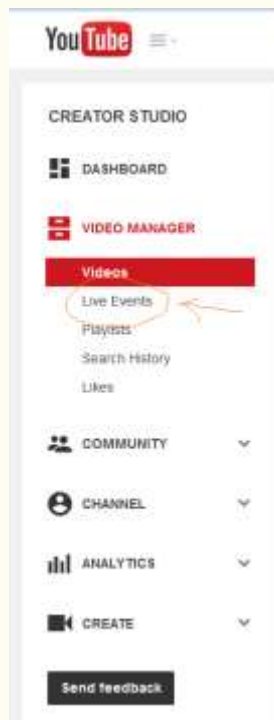 YouTube
CREATOR STUDIO
DASHBOARD
VIDEO MANAGER
Videos
Live Events
Playlists
Search History
Likes
COMMUNITY
CHANNEL
ANALYTICS
CREATE
Send feedback